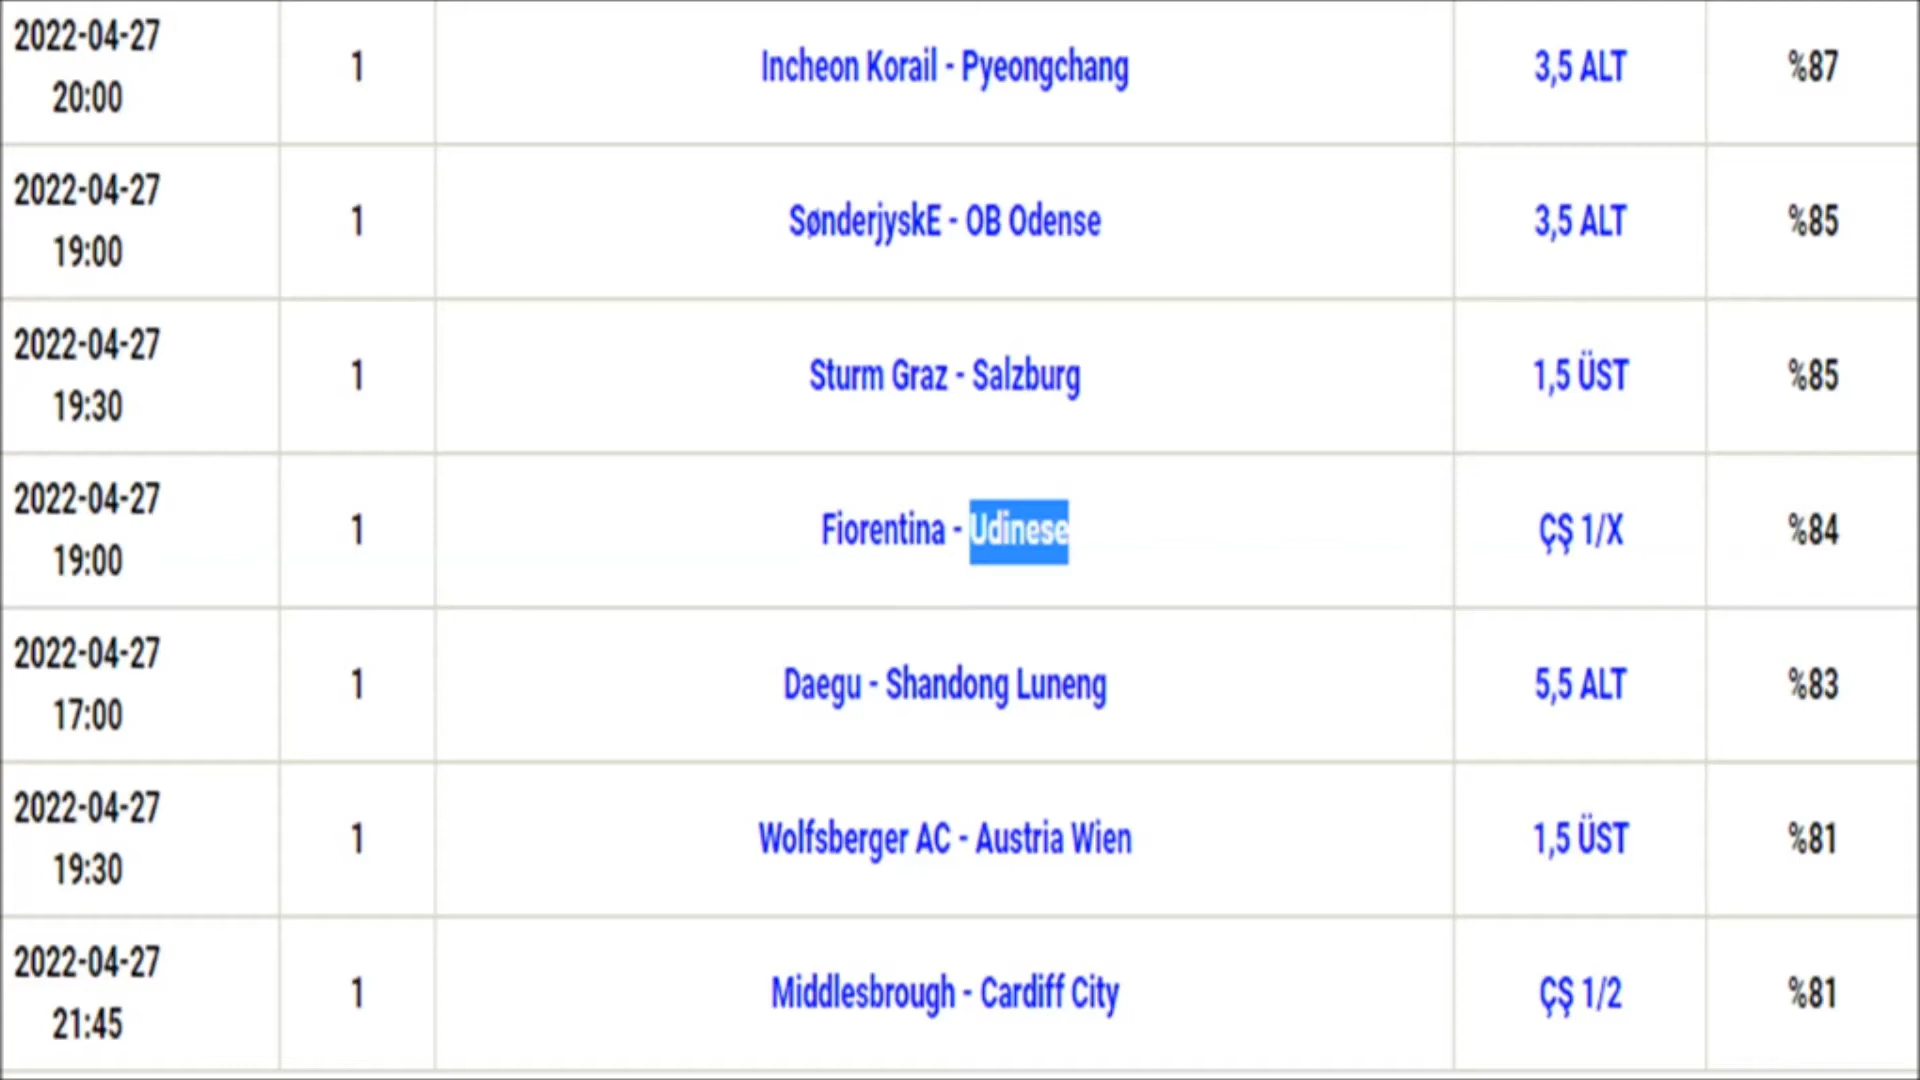 2022-04-27
20:00
1
Incheon Korail - Pyeongchang
3,5 ALT
%87
2022-04-27
19:00
1
SønderjyskE - OB Odense
3,5 ALT
%85
2022-04-27
19:30
1
Sturm Graz - Salzburg
1,5 ÜST
%85
2022-04-27
19:00
1
Fiorentina - Udinese
ÇŞ 1/X
%84
2022-04-27
17:00
1
Daegu - Shandong Luneng
5,5 ALT
%83
2022-04-27
19:30
1
Wolfsberger AC - Austria Wien
1,5 ÜST
%81
2022-04-27
21:45
1
Middlesbrough - Cardiff City
ÇŞ 1/2
%81